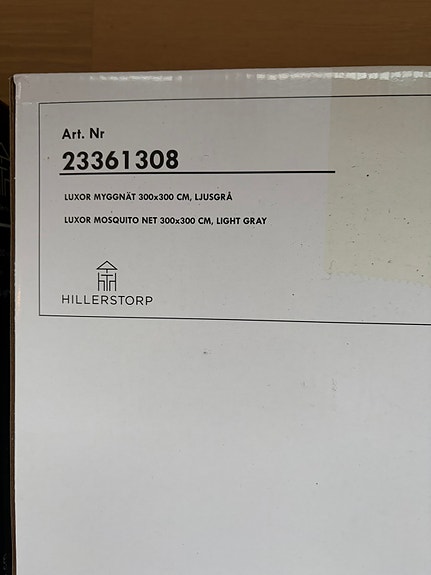 Art. Nr
23361308
LUXOR MYGGNÄT 300x300 CM, LJUSGRÅ
LUXOR MOSQUITO NET 300x300 CM, LIGHT GRAY
HILLERSTORP